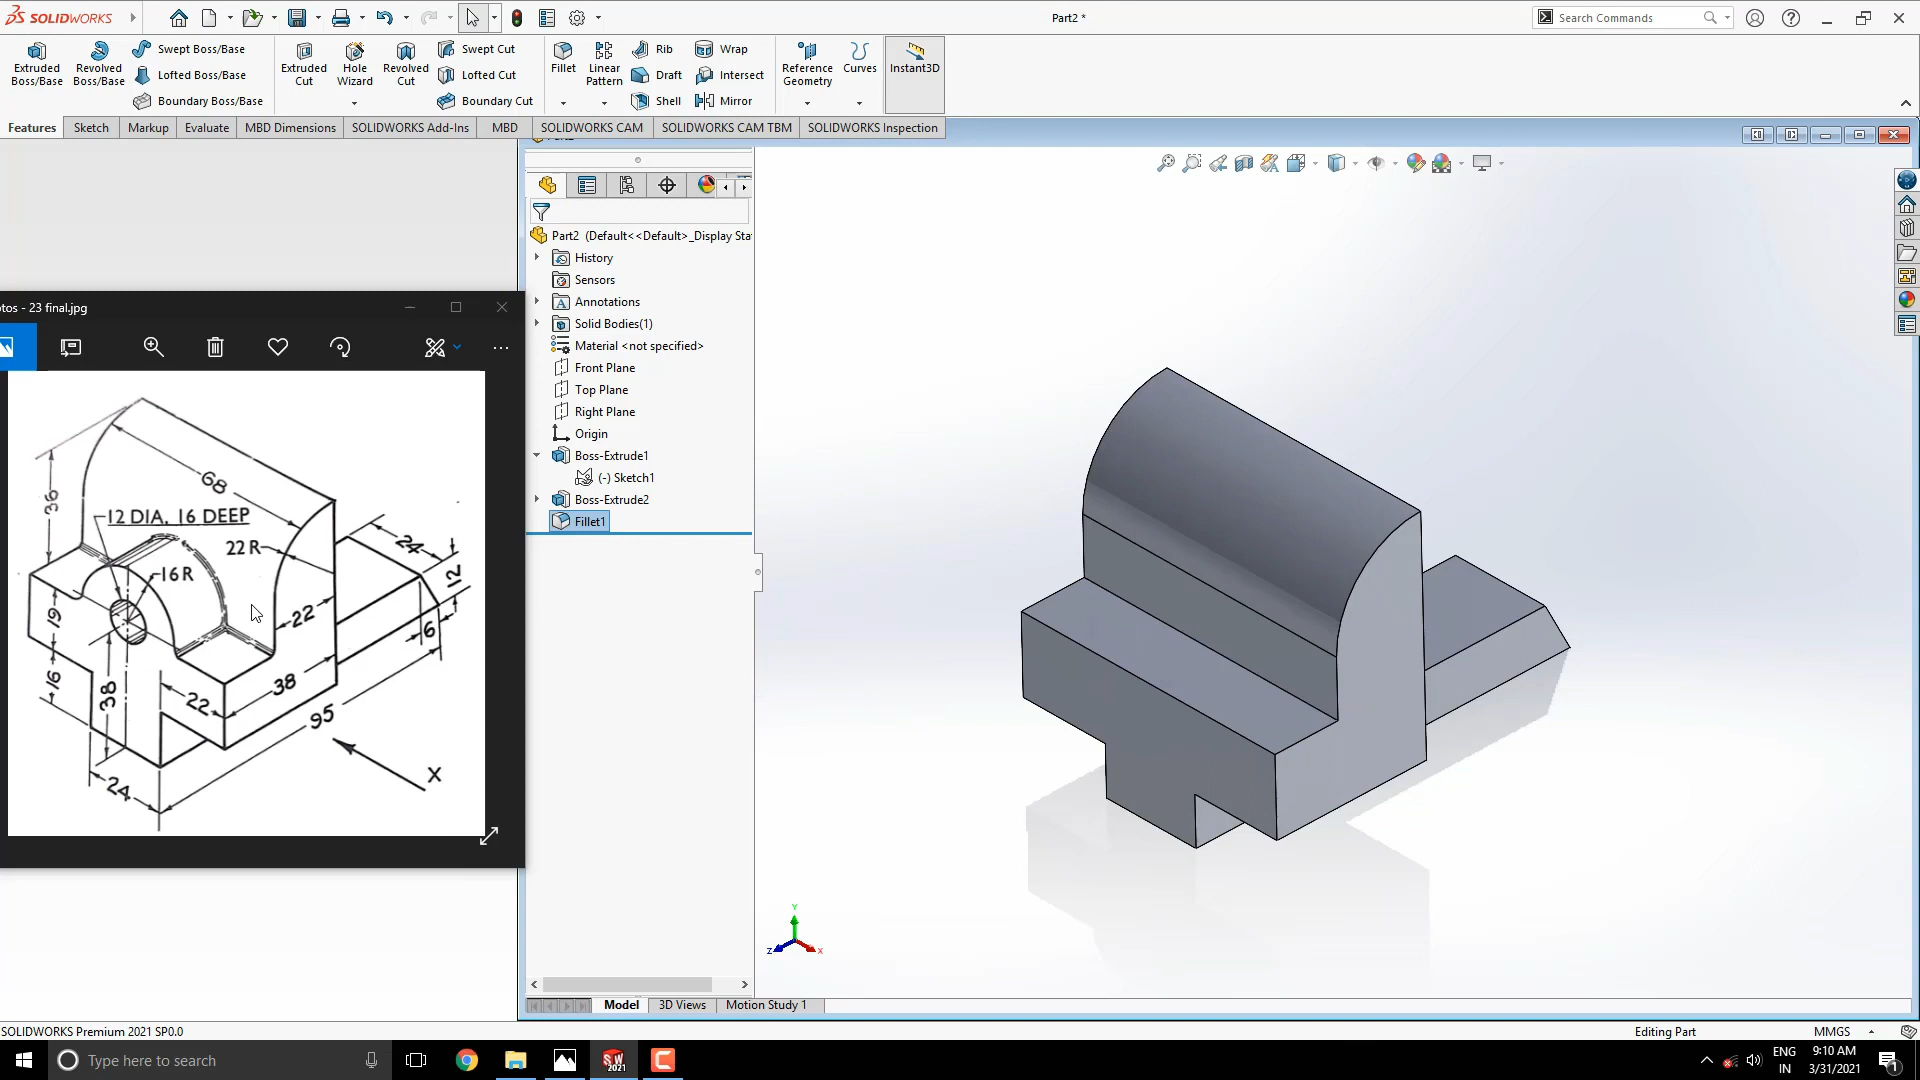 SOLIDWORKS
Part2 *
Search Commands
Extruded Boss/Base
Revolved Boss/Base
Swept Boss/Base
Lofted Boss/Base
Boundary Boss/Base
Extruded Cut
Hole Wizard
Revolved Cut
Swept Cut
Lofted Cut
Boundary Cut
Fillet
Linear Pattern
Rib
Draft
Shell
Wrap
Intersect
Mirror
Reference Geometry
Curves
Instant3D
Features
Sketch
Markup
Evaluate
MBD Dimensions
SOLIDWORKS Add-Ins
MBD
SOLIDWORKS CAM
SOLIDWORKS CAM TBM
SOLIDWORKS Inspection
Part2 (Default<<Default>_Display Sta
History
Sensors
Annotations
Solid Bodies(1)
Material <not specified>
Front Plane
Top Plane
Right Plane
Origin
Boss-Extrude1
(-) Sketch1
Boss-Extrude2
Fillet1
otos - 23 final.jpg
68
36
12 DIA, 16 DEEP
22 R
16 R
24
12
19
22
6
16
38
22
38
95
24
X
Y
Z
X
Model
3D Views
Motion Study 1
SOLIDWORKS Premium 2021 SP0.0
Editing Part
MMGS
Type here to search
SW
2021
ENG
IN
9:10 AM
3/31/2021
1